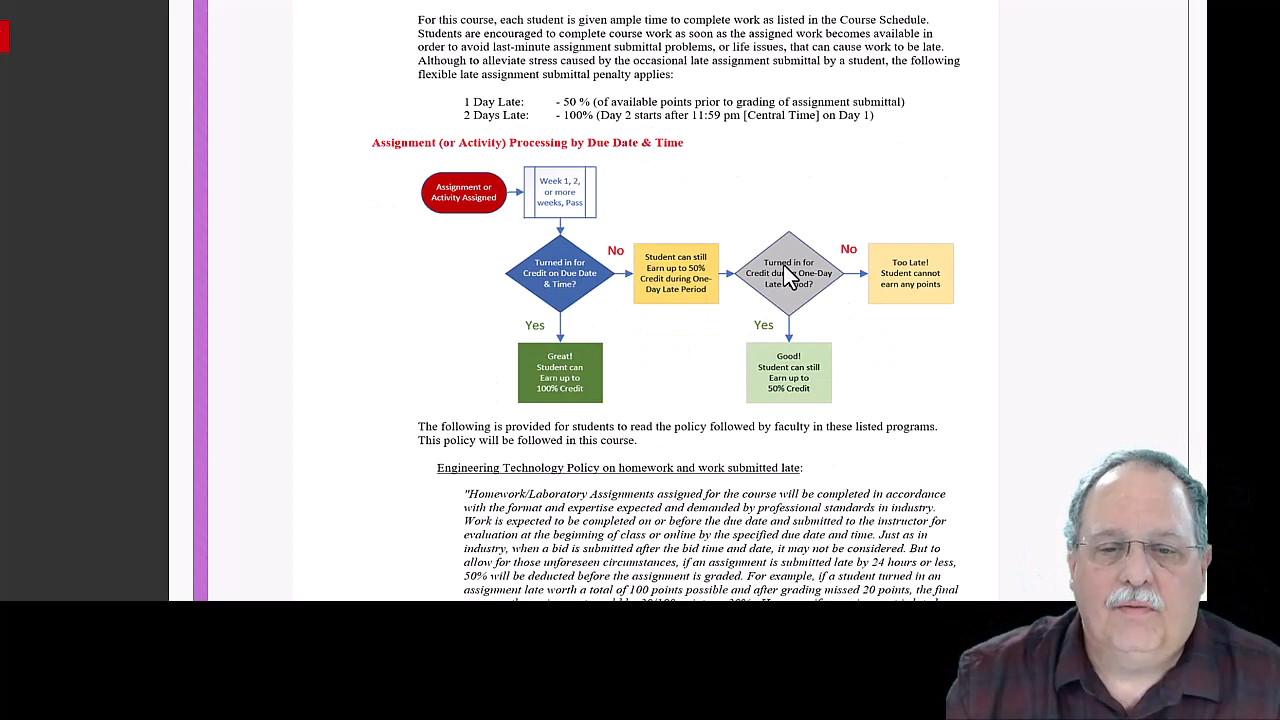 For this course, each student is given ample time to complete work as listed in the Course Schedule.
Students are encouraged to complete course work as soon as the assigned work becomes available in
order to avoid last-minute assignment submittal problems, or life issues, that can cause work to be late.
Although to alleviate stress caused by the occasional late assignment submittal by a student, the following
flexible late assignment submittal penalty applies:
1 Day Late: - 50 % (of available points prior to grading of assignment submittal)
2 Days Late: - 100% (Day 2 starts after 11:59 pm [Central Time] on Day 1)
Assignment (or Activity) Processing by Due Date & Time
Assignment or
Activity Assigned
Week 1, 2,
or more
weeks, Pass
Turned in for
Credit on Due Date
& Time?
No
Student can still
Earn up to 50%
Credit during One-
Day Late Period
Turned in for
Credit during One-Day
Late
No
Too Late!
Student cannot
earn any points
Yes
Great!
Student can
Earn up to
100% Credit
Yes
Good!
Student can still
Earn up to
50% Credit
The following is provided for students to read the policy followed by faculty in these listed programs.
This policy will be followed in this course.
Engineering Technology Policy on homework and work submitted late:
"Homework/Laboratory Assignments assigned for the course will be completed in accordance
with the format and expertise expected and demanded by professional standards in industry.
Work is expected to be completed on or before the due date and submitted to the instructor for
evaluation at the beginning of class or online by the specified due date and time. Just as in
industry, when a bid is submitted after the bid time and date, it may not be considered. But to
allow for those unforeseen circumstances, if an assignment is submitted late by 24 hours or less,
50% will be deducted before the assignment is graded. For example, if a student turned in an
assignment late worth a total of 100 points possible and after grading missed 20 points, the final